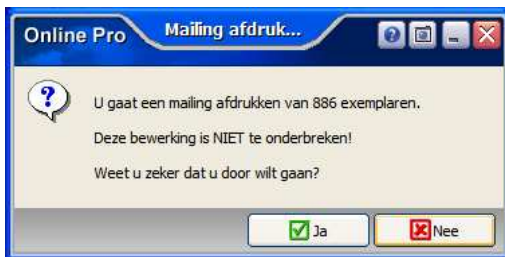 Online Pro Mailing afdruk...
U gaat een mailing afdrukken van 886 exemplaren.
Deze bewerking is NIET te onderbreken!
Weet u zeker dat u door wilt gaan?
Ja Nee